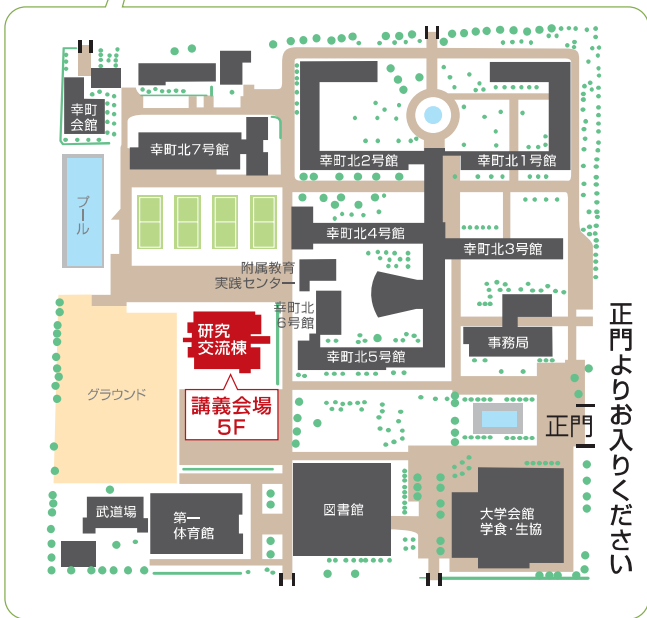 幸町
会館
幸町北7号館
幸町北2号館
幸町北1号館
プール
幸町北4号館
幸町北3号館
附属教育
実践センター
幸町北
6号館
研究
交流棟
幸町北5号館
事務局
グラウンド
講義会場
5F
正門
正門よりお入りください
武道場
第一
体育館
図書館
大学会館
学食・生協